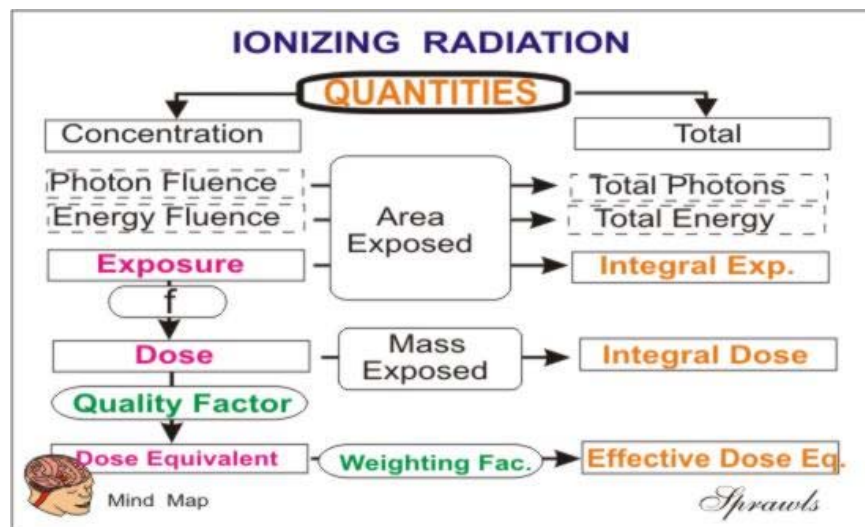 IONIZING RADIATION
QUANTITIES
Concentration
Total
Photon Fluence
Energy Fluence
Area
Exposed
Total Photons
Total Energy
Exposure
Integral Exp.
f
Dose
Mass
Exposed
Integral Dose
Quality Factor
Dose Equivalent
Weighting Fac.
Effective Dose Eq.
Mind Map
Sprawls